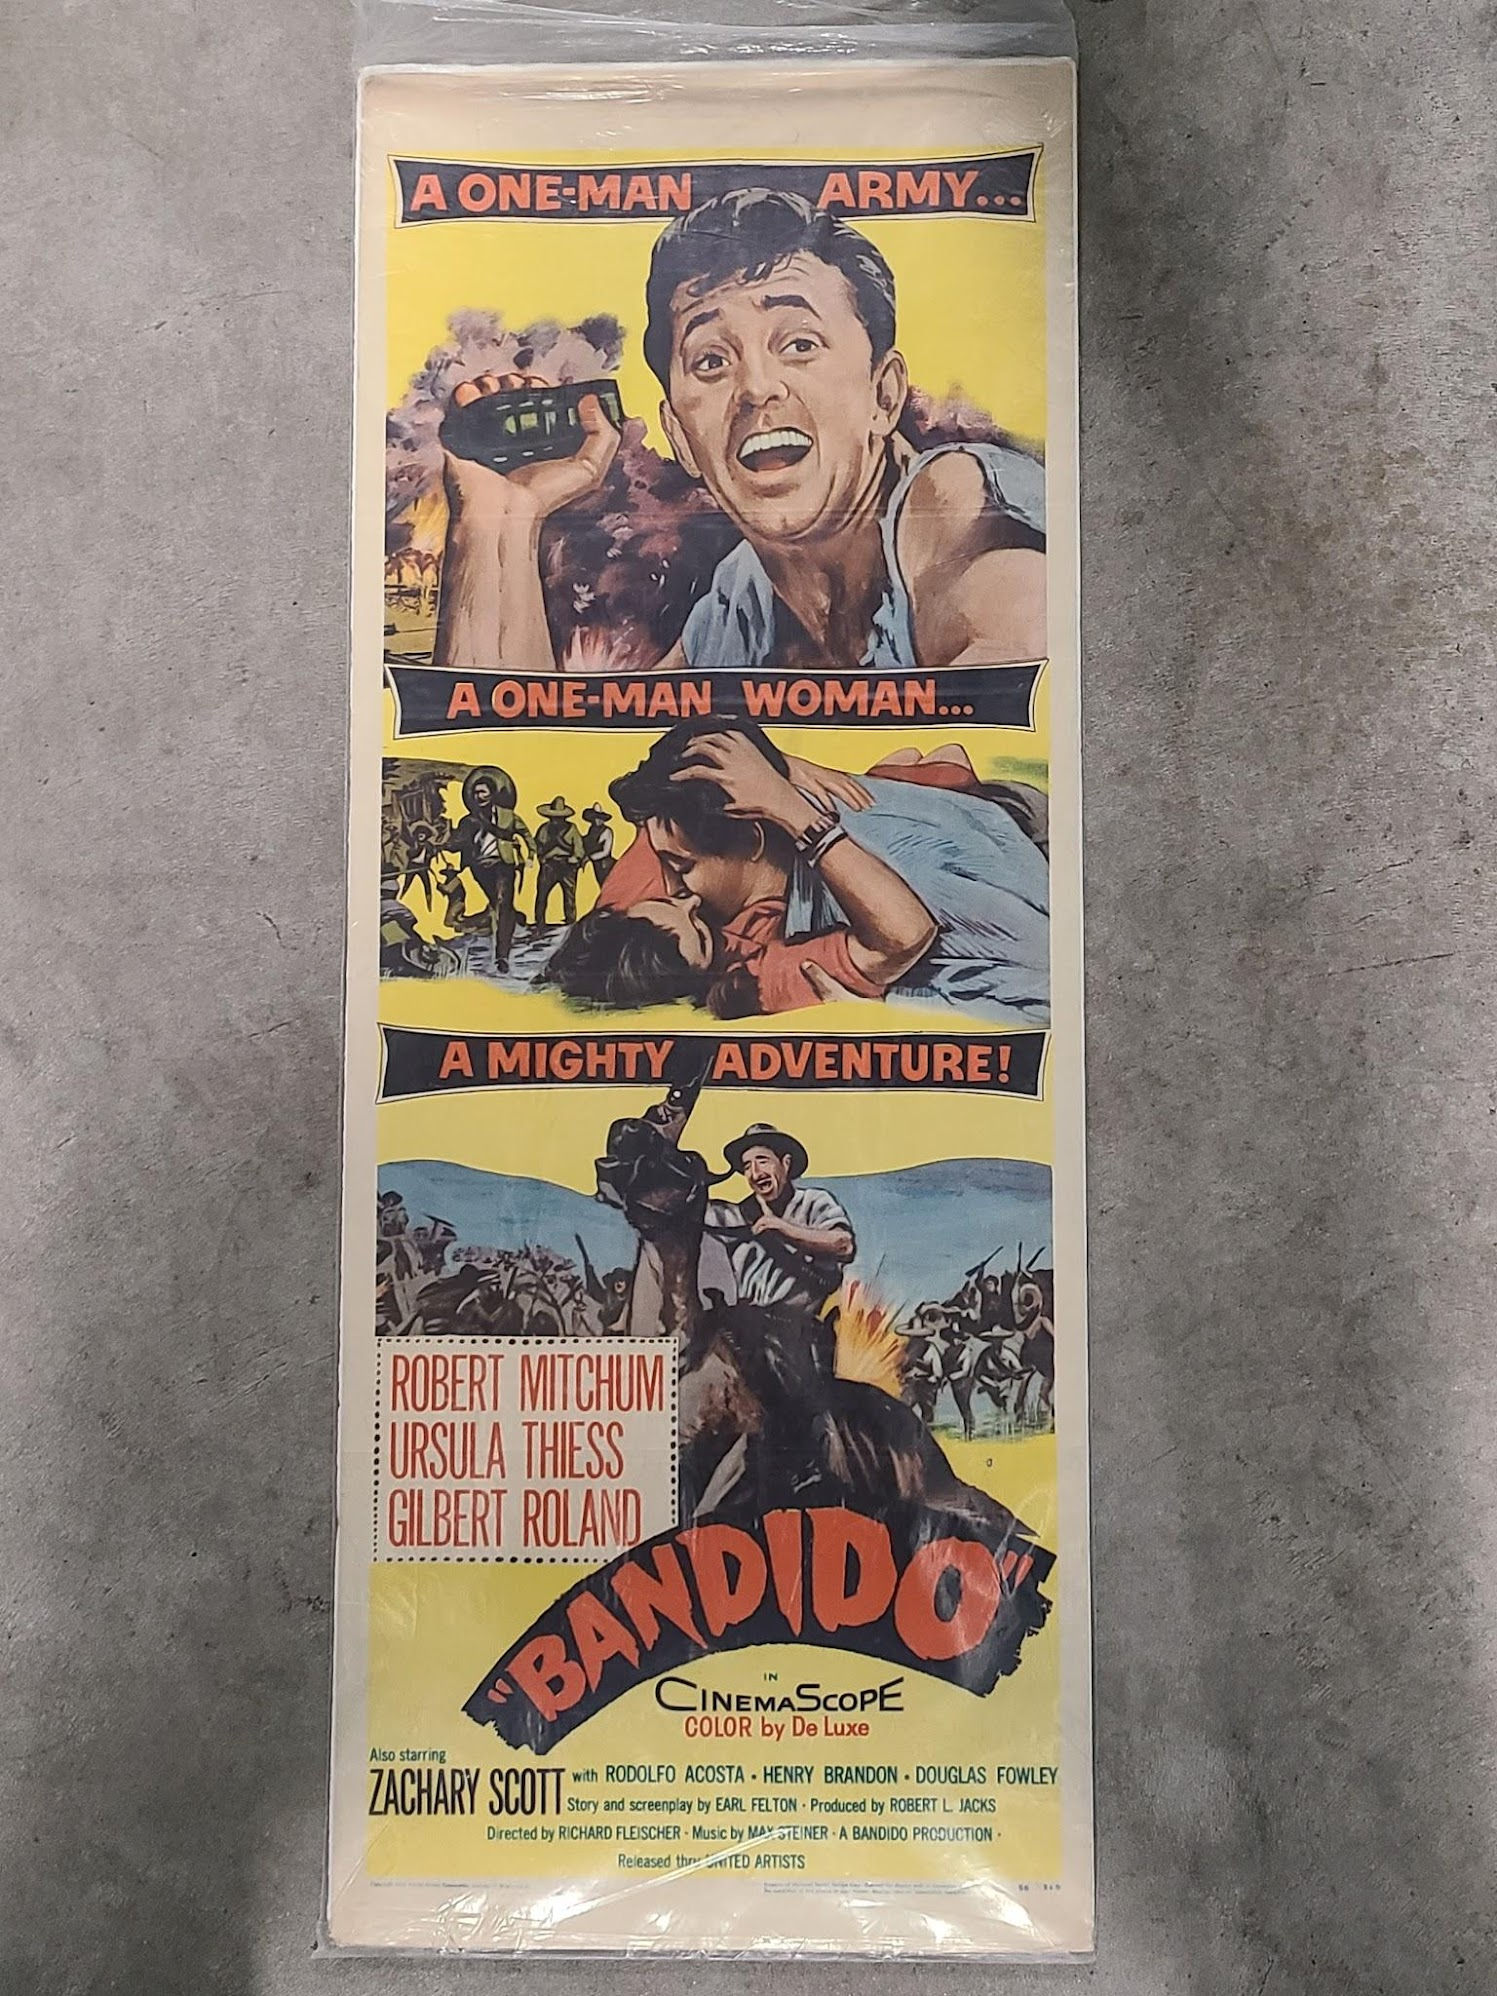 A ONE-MAN ARMY...
A ONE-MAN WOMAN...
A MIGHTY ADVENTURE!
ROBERT MITCHUM
URSULA THIESS
GILBERT ROLAND
"BANDIDO"
IN
CINEMASCOPE
COLOR by De Luxe
Also starring
ZACHARY SCOTT with RODOLFO ACOSTA • HENRY BRANDON • DOUGLAS FOWLEY
Story and screenplay by EARL FELTON • Produced by ROBERT L. JACKS
Directed by RICHARD FLEISCHER • Music by MAX STEINER • A BANDIDO PRODUCTION •
Released thru UNITED ARTISTS